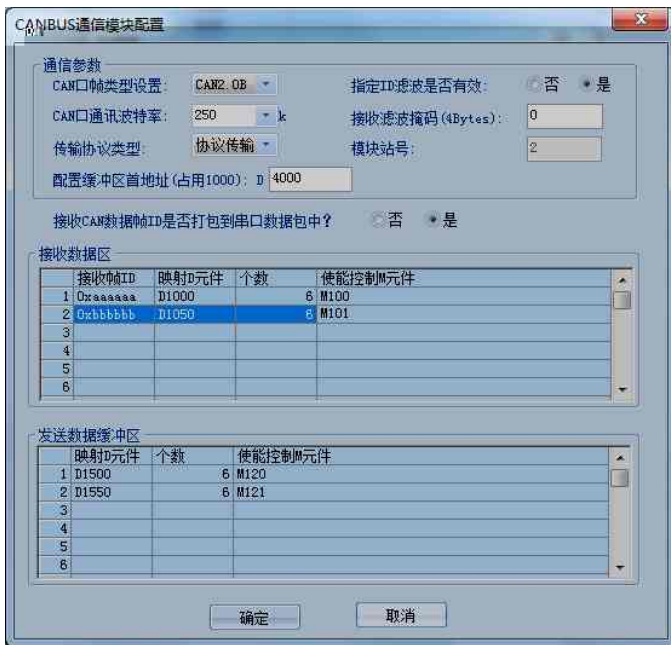 CANBUS通信模块配置
通信参数
CAN口帧类型设置: CAN2.0B 指定ID滤波是否有效: 否 是
CAN口通讯波特率: 250 k 接收滤波掩码(4Bytes): 0
传输协议类型: 协议传输 模块站号: 2
配置缓冲区首地址(占用1000): D 4000
接收CAN数据帧ID是否打包到串口数据包中? 否 是
接收数据区
接收帧ID 映射D元件 个数 使能控制M元件
1 0xaaaaaa D1000 6 M100
2 0xbbbbbb D1050 6 M101
3
4
5
6
发送数据缓冲区
映射D元件 个数 使能控制M元件
1 D1500 6 M120
2 D1550 6 M121
3
4
5
6
确定 取消